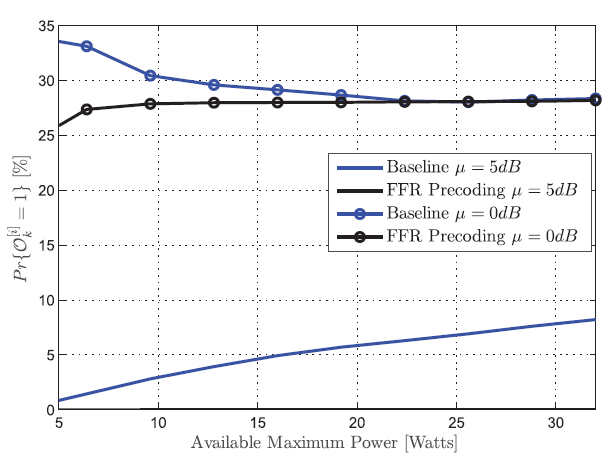 35
30
25
20
15
10
5
0
Pr{𝒪ₖ^[i] = 1} [%]
Baseline μ = 5dB
FFR Precoding μ = 5dB
Baseline μ = 0dB
FFR Precoding μ = 0dB
5 10 15 20 25 30
Available Maximum Power [Watts]